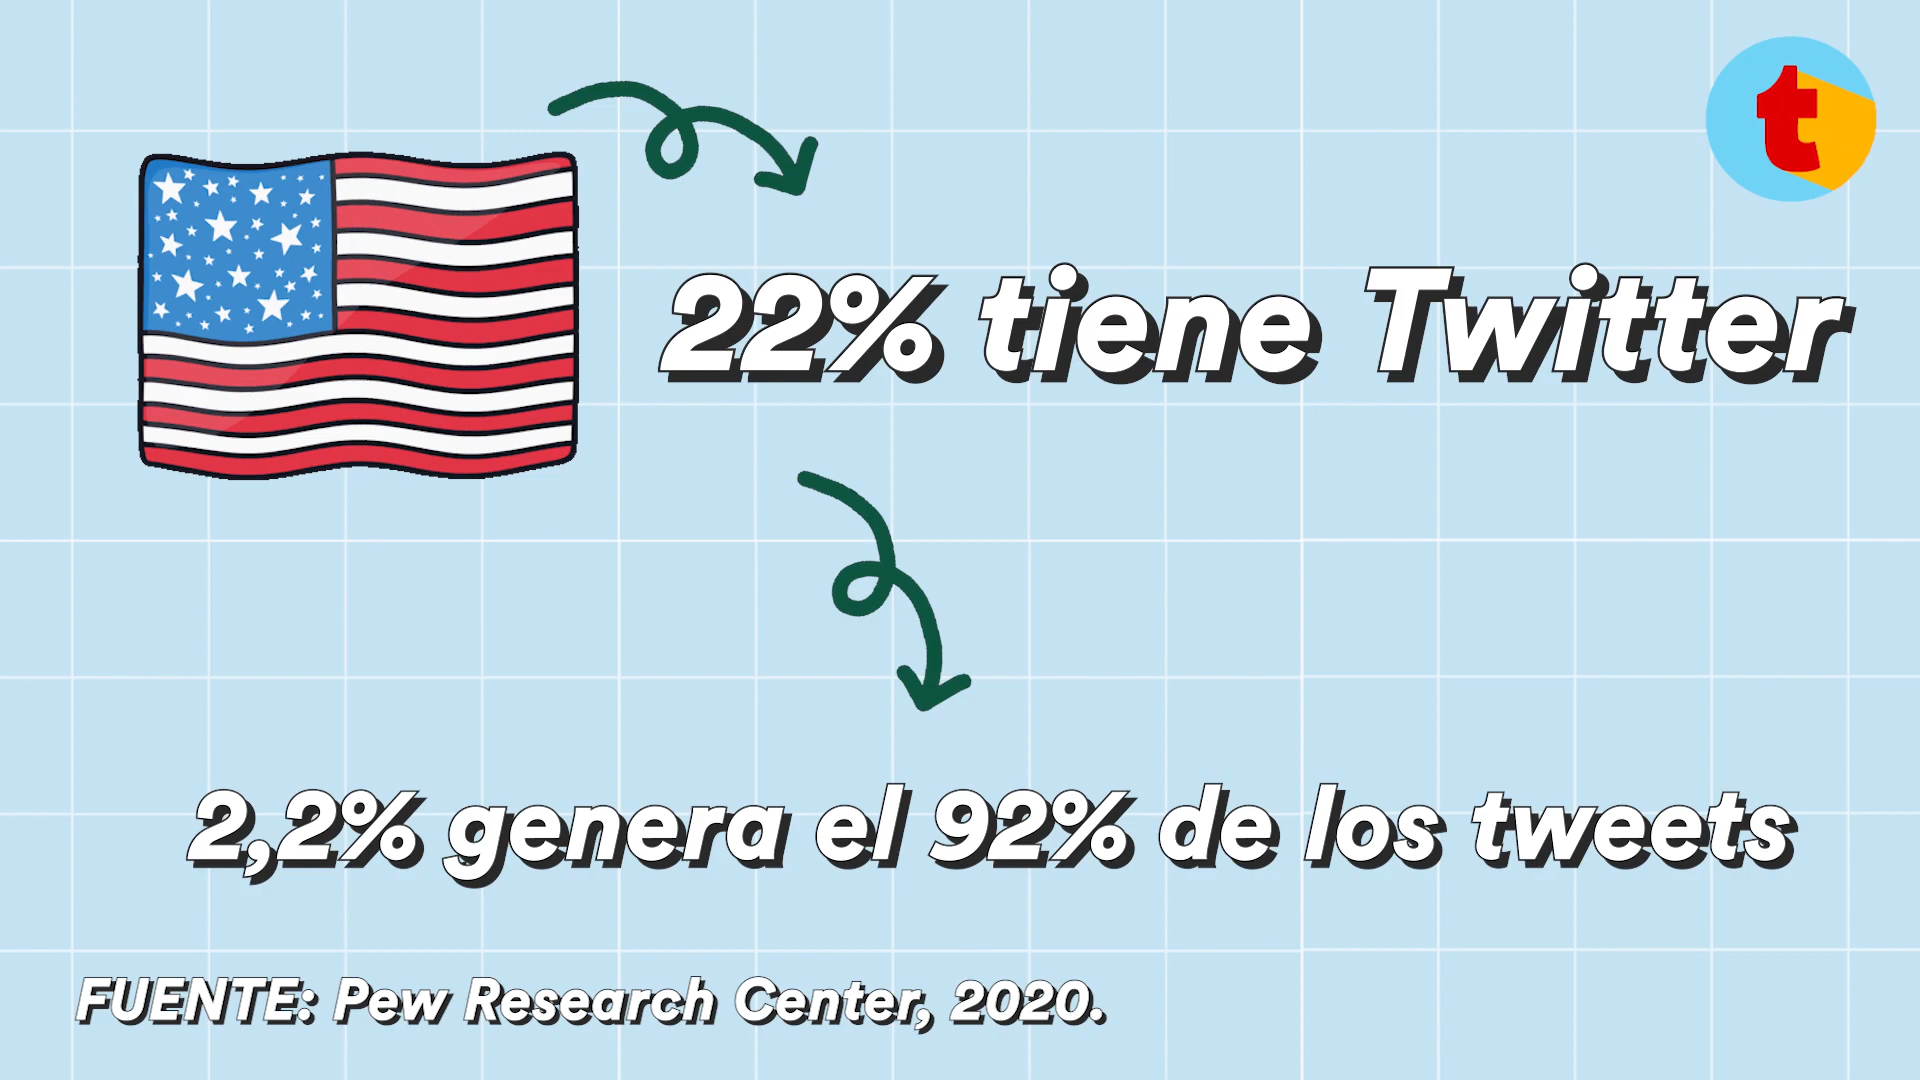 t
22% tiene Twitter
2,2% genera el 92% de los tweets
FUENTE: Pew Research Center, 2020.